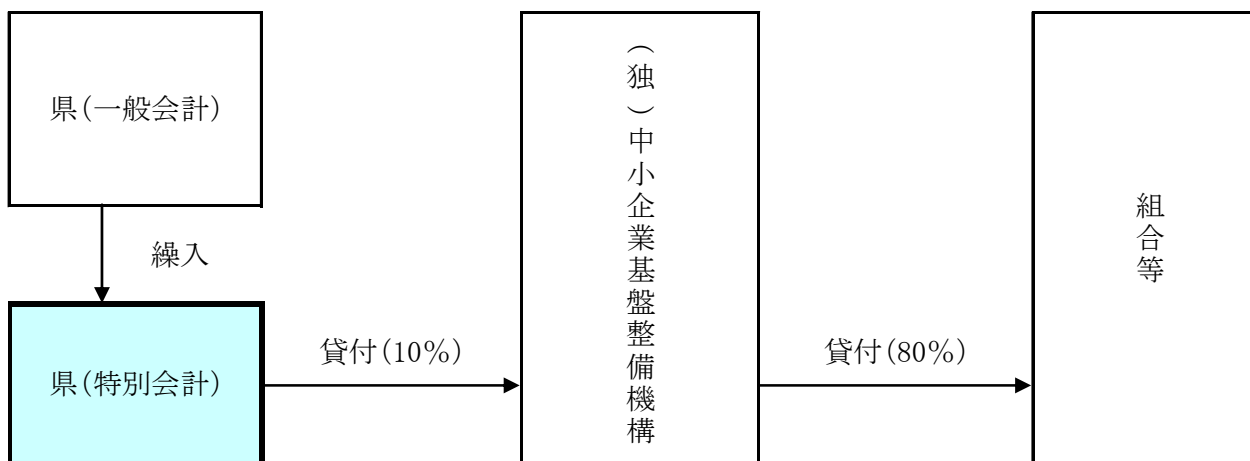 県(一般会計)
繰入
県(特別会計)
貸付(10%)
(独)中小企業基盤整備機構
貸付(80%)
組合等